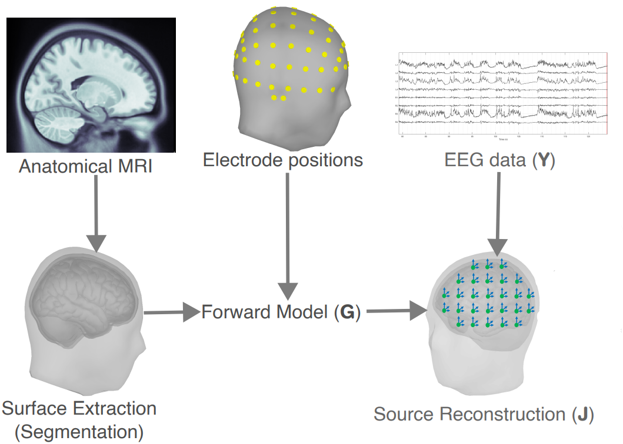 Anatomical MRI
Electrode positions
EEG data (Y)
Forward Model (G)
Surface Extraction
(Segmentation)
Source Reconstruction (J)